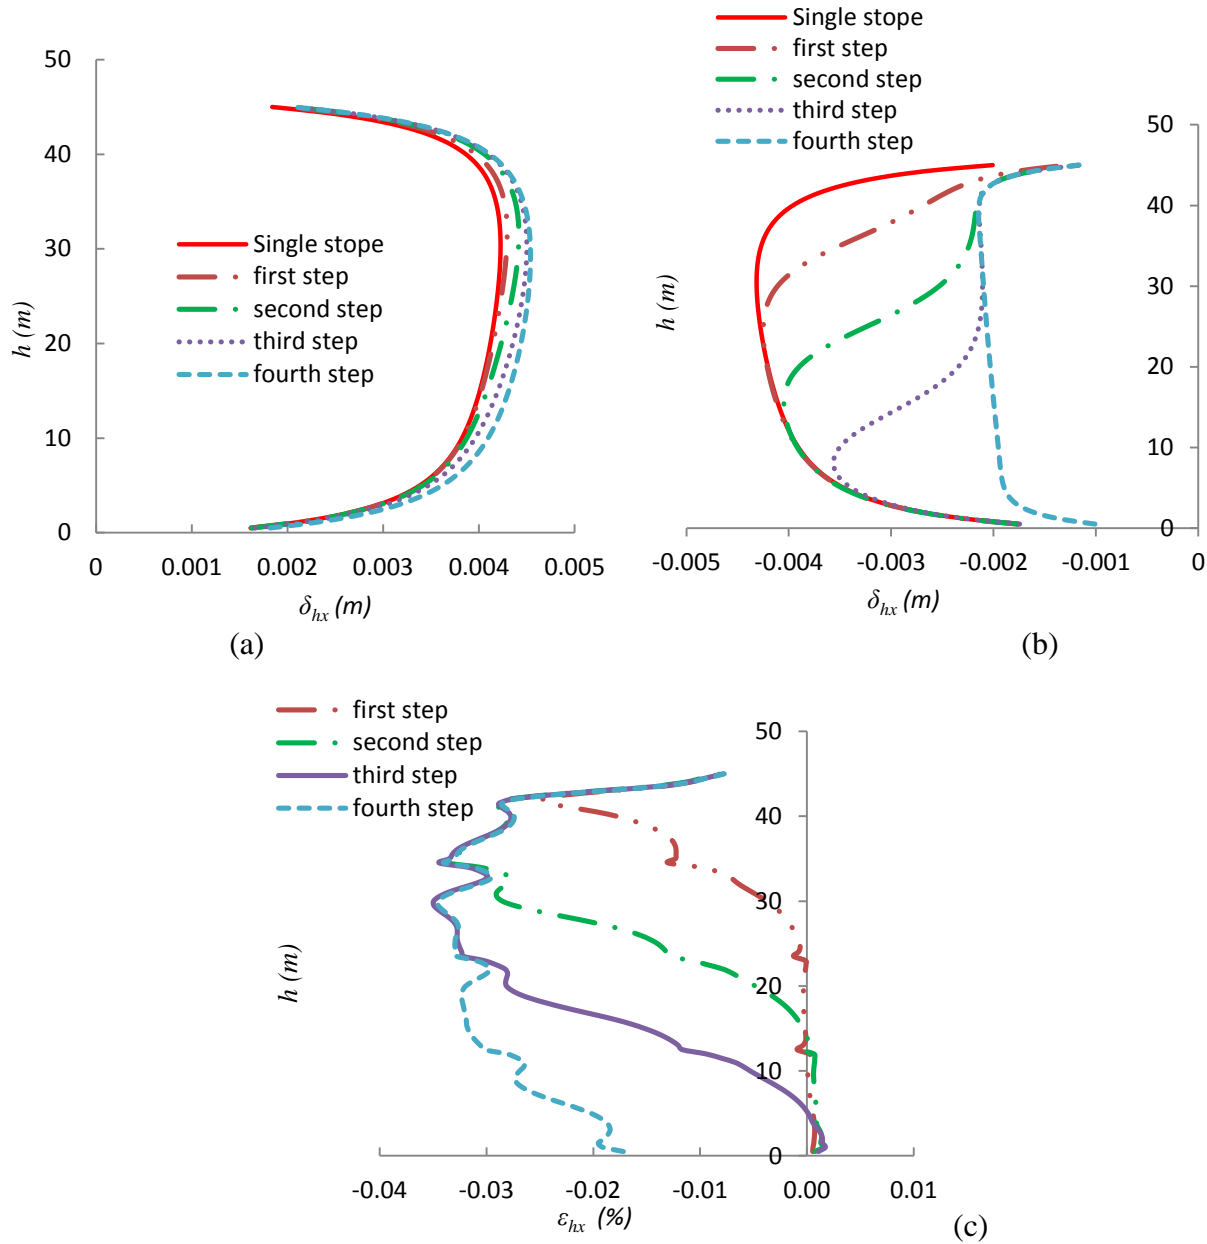 50
40
30
20
10
0
h (m)
Single stope
first step
second step
third step
fourth step
0 0.001 0.002 0.003 0.004 0.005
δhx (m)
(a)
Single stope
first step
second step
third step
fourth step
50
40
30
20
10
0
h (m)
-0.005 -0.004 -0.003 -0.002 -0.001 0
δhx (m)
(b)
first step
second step
third step
fourth step
50
40
30
20
10
0
h (m)
-0.04 -0.03 -0.02 -0.01 0.00 0.01
εhx (%)
(c)